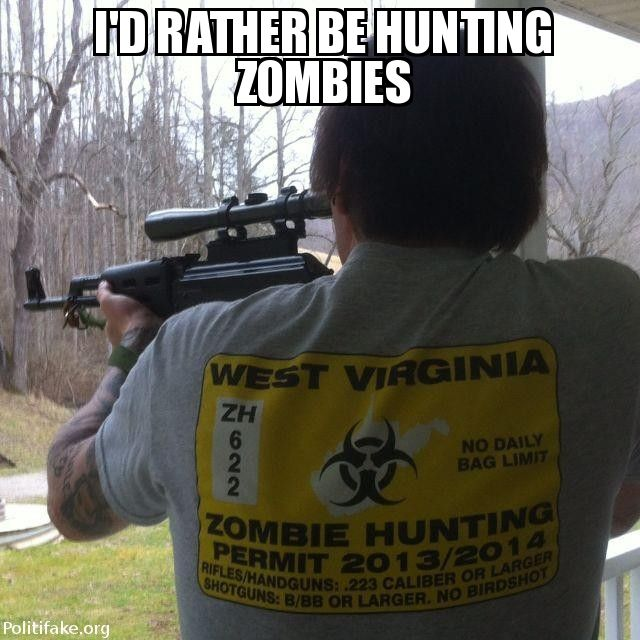 I'D RATHER BE HUNTING
ZOMBIES
WEST VIRGINIA
ZH
6
2
2
NO DAILY
BAG LIMIT
ZOMBIE HUNTING
PERMIT 2013/2014
RIFLES/HANDGUNS: .223 CALIBER OR LARGER
SHOTGUNS: B/BB OR LARGER. NO BIRDSHOT
Politifake.org